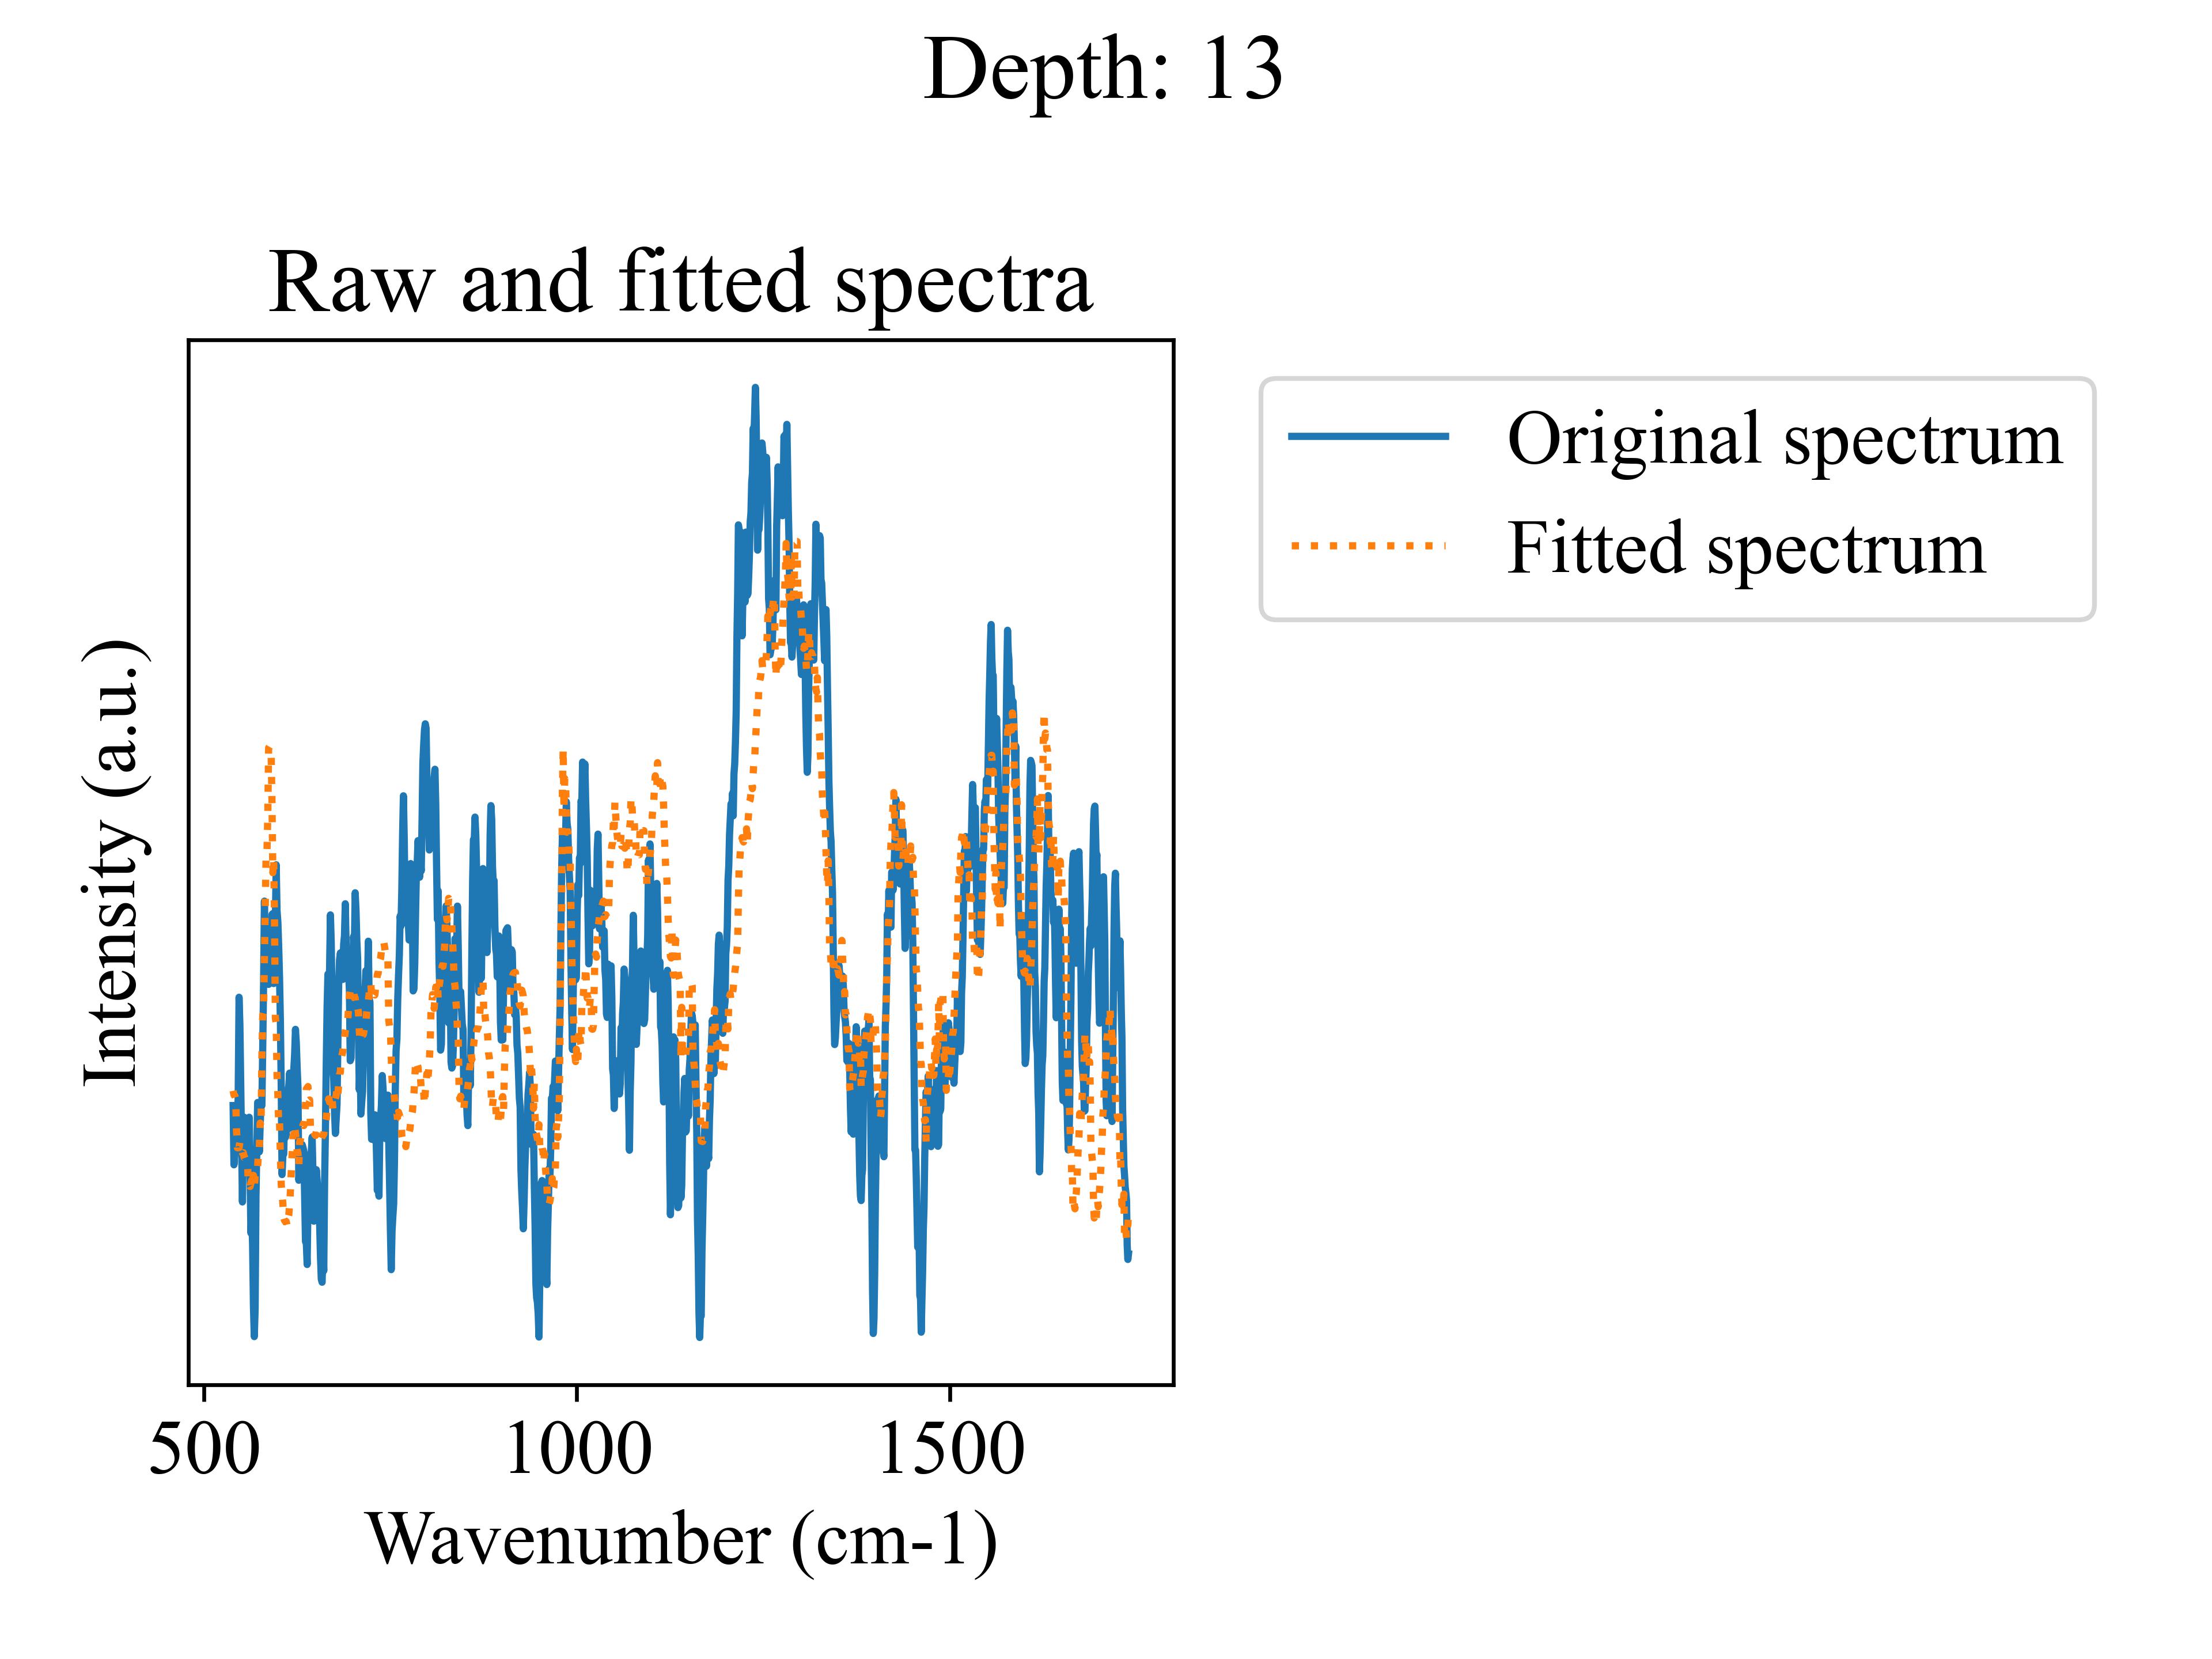 Depth: 13
Raw and fitted spectra
Original spectrum
Fitted spectrum
Intensity (a.u.)
500 1000 1500
Wavenumber (cm-1)